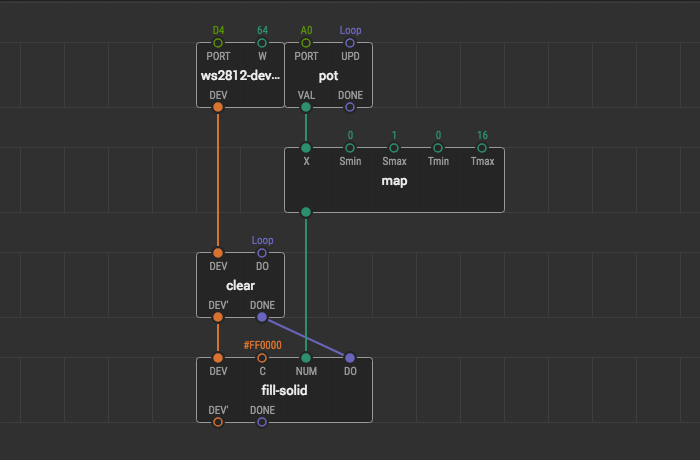 D4 64 A0 Loop
PORT W PORT UPD
ws2812-dev... pot
DEV VAL DONE
0 1 0 16
X Smin Smax Tmin Tmax
map
Loop
DEV DO
clear
DEV' DONE
#FF0000
DEV C NUM DO
fill-solid
DEV' DONE